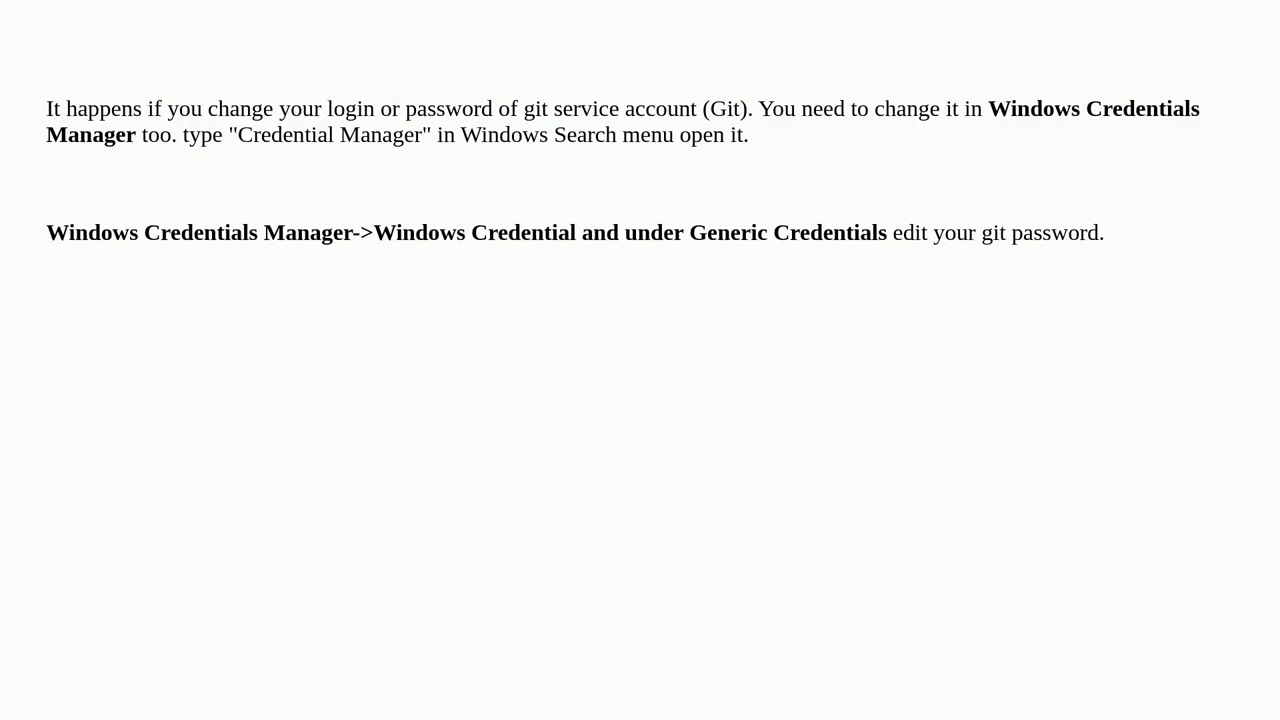 It happens if you change your login or password of git service account (Git). You need to change it in Windows Credentials
Manager too. type "Credential Manager" in Windows Search menu open it.
Windows Credentials Manager->Windows Credential and under Generic Credentials edit your git password.